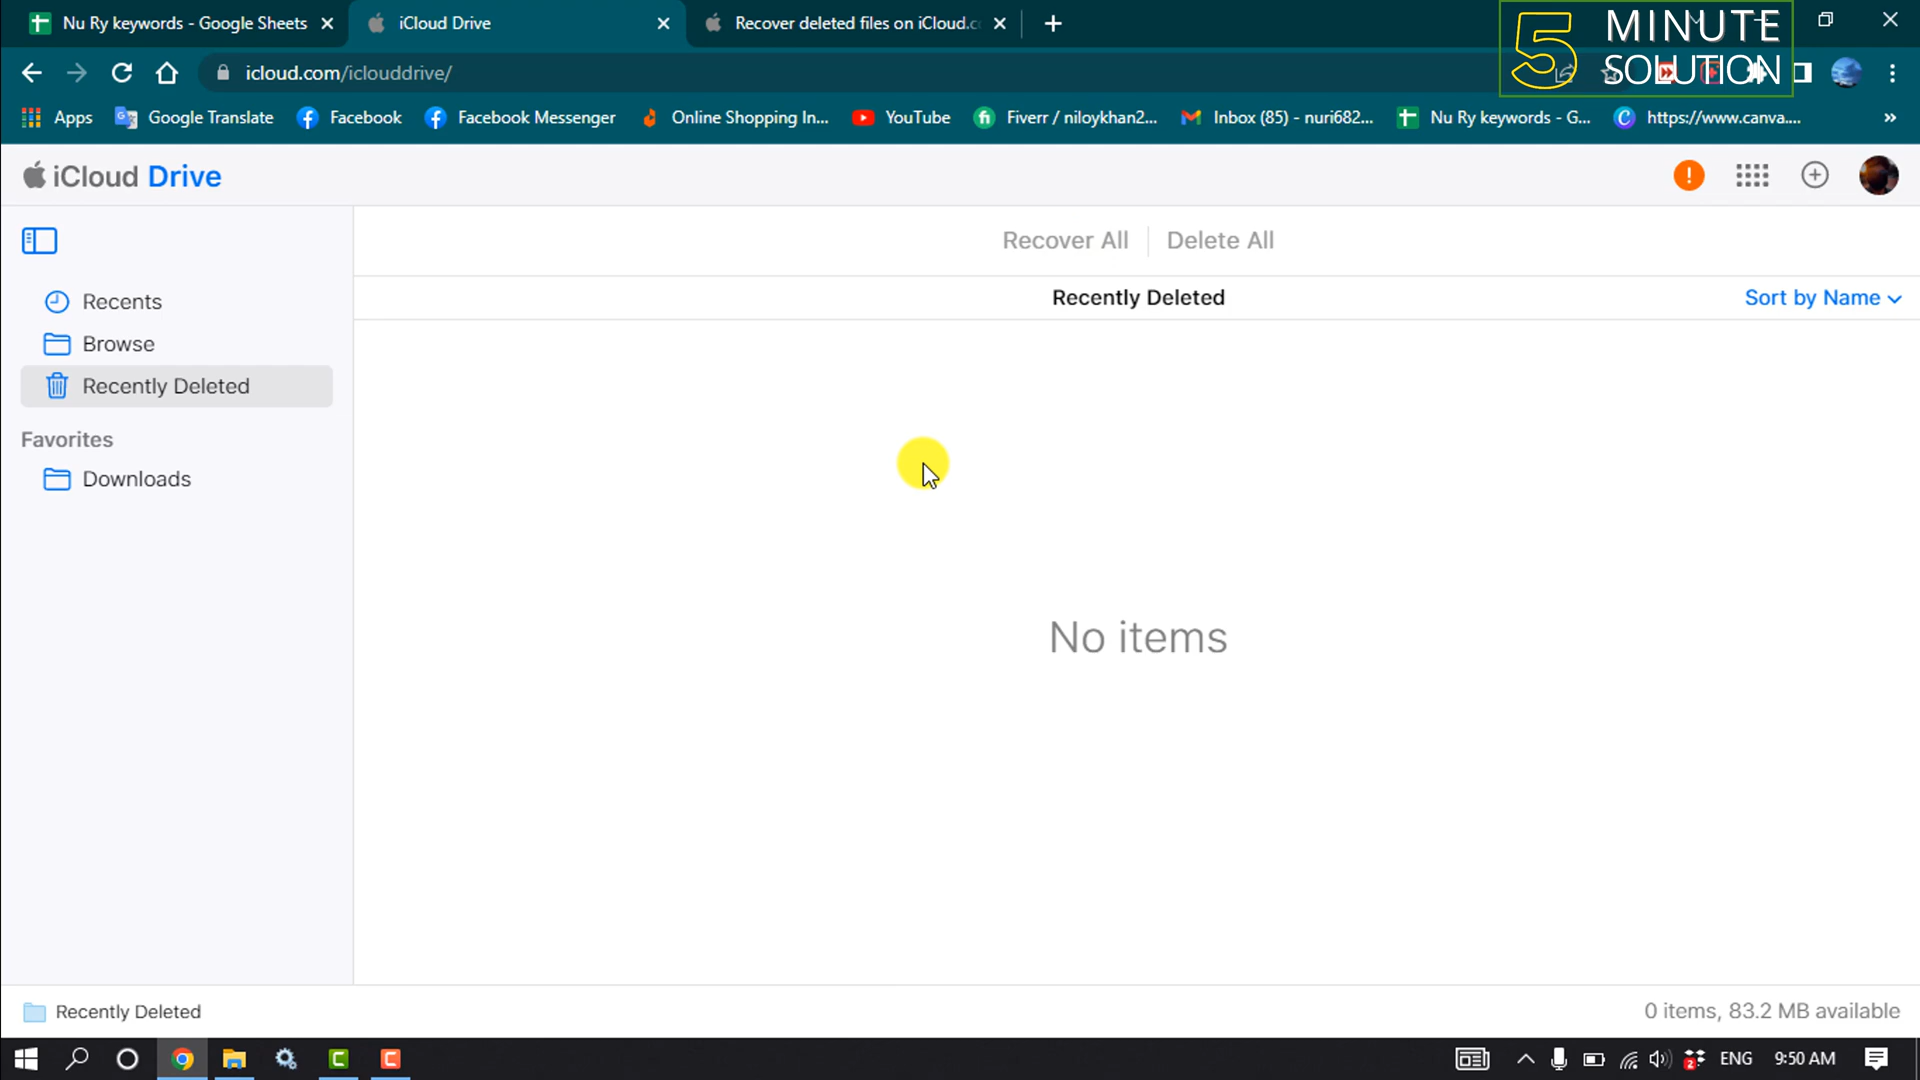 Nu Ry keywords - Google Sheets
iCloud Drive
Recover deleted files on iCloud.c
5 MINUTE
SOLUTION
icloud.com/iclouddrive/
Apps
Google Translate
Facebook
Facebook Messenger
Online Shopping In...
YouTube
Fiverr / niloykhan2...
Inbox (85) - nuri682...
Nu Ry keywords - G...
https://www.canva....
»
iCloud Drive
Recover All
Delete All
Recents
Browse
Recently Deleted
Favorites
Downloads
Recently Deleted
Sort by Name
No items
Recently Deleted
0 items, 83.2 MB available
2
ENG
9:50 AM